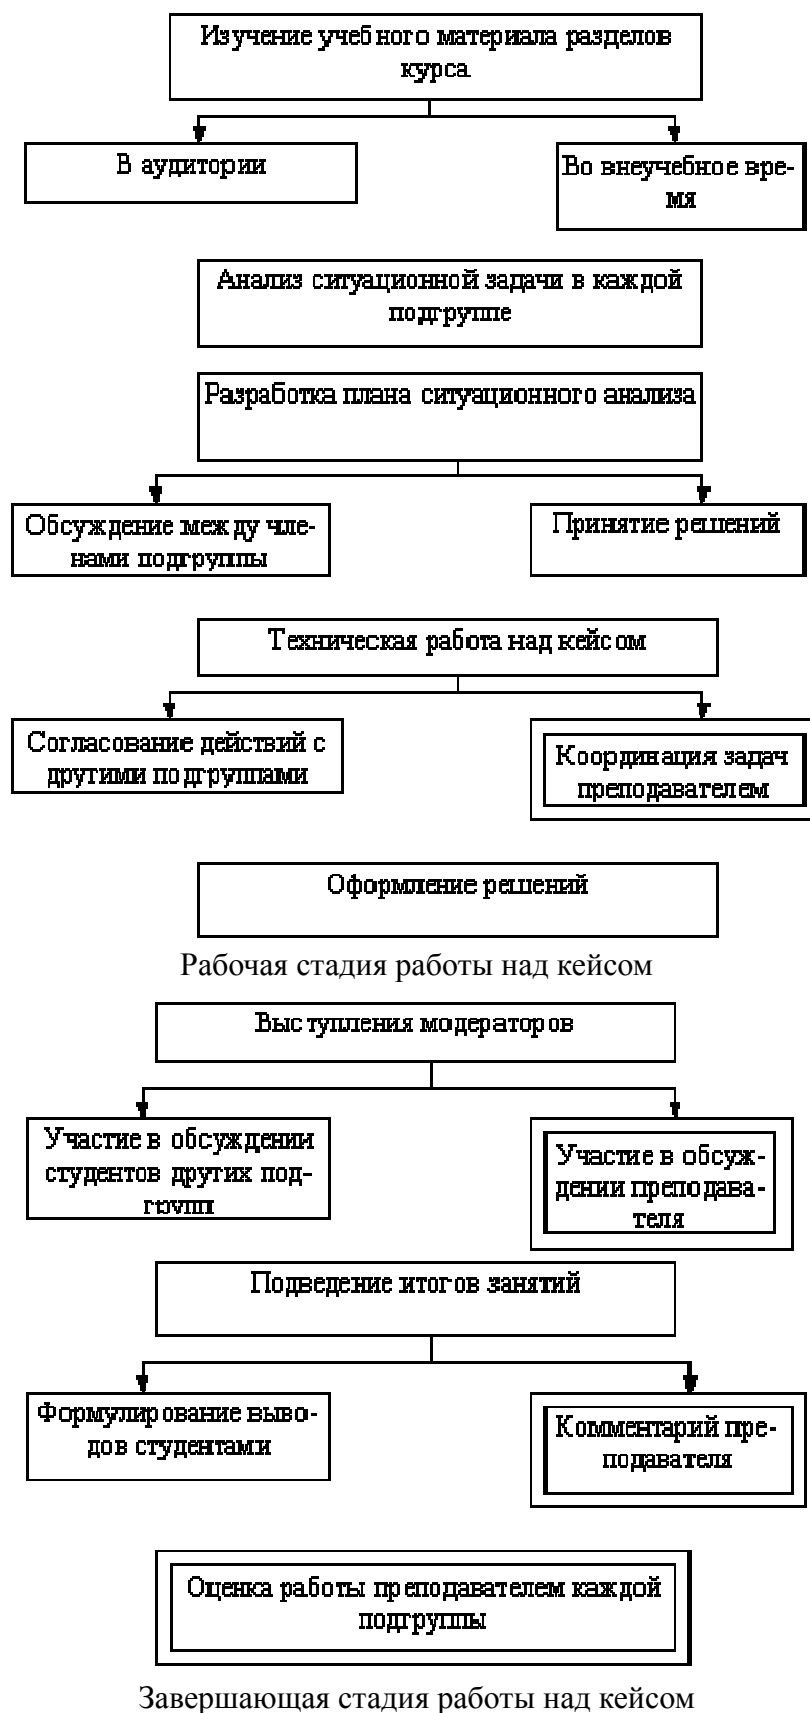 Изучение учебного материала разделов
курса
В аудитории
Во внеучебное вре-
мя
Анализ ситуационной задачи в каждой
подгруппе
Разработка плана ситуационного анализа
Обсуждение между чле-
нами подгруппы
Принятие решений
Техническая работа над кейсом
Согласование действий с
другими подгруппами
Координация задач
преподавателем
Оформление решений
Рабочая стадия работы над кейсом
Выступления модераторов
Участие в обсуждении
студентов других под-
групп
Участие в обсуж-
дении преподава-
теля
Подведение итогов занятий
Формулирование выво-
дов студентами
Комментарий пре-
подавателя
Оценка работы преподавателем каждой
подгруппы
Завершающая стадия работы над кейсом